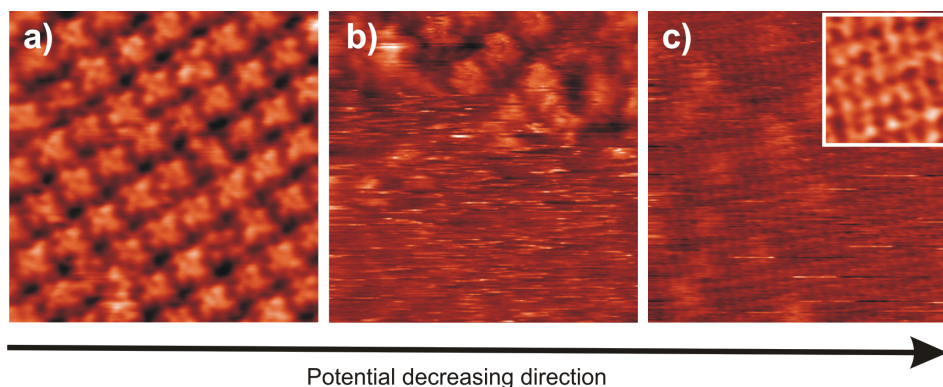 a) b) c)
Potential decreasing direction